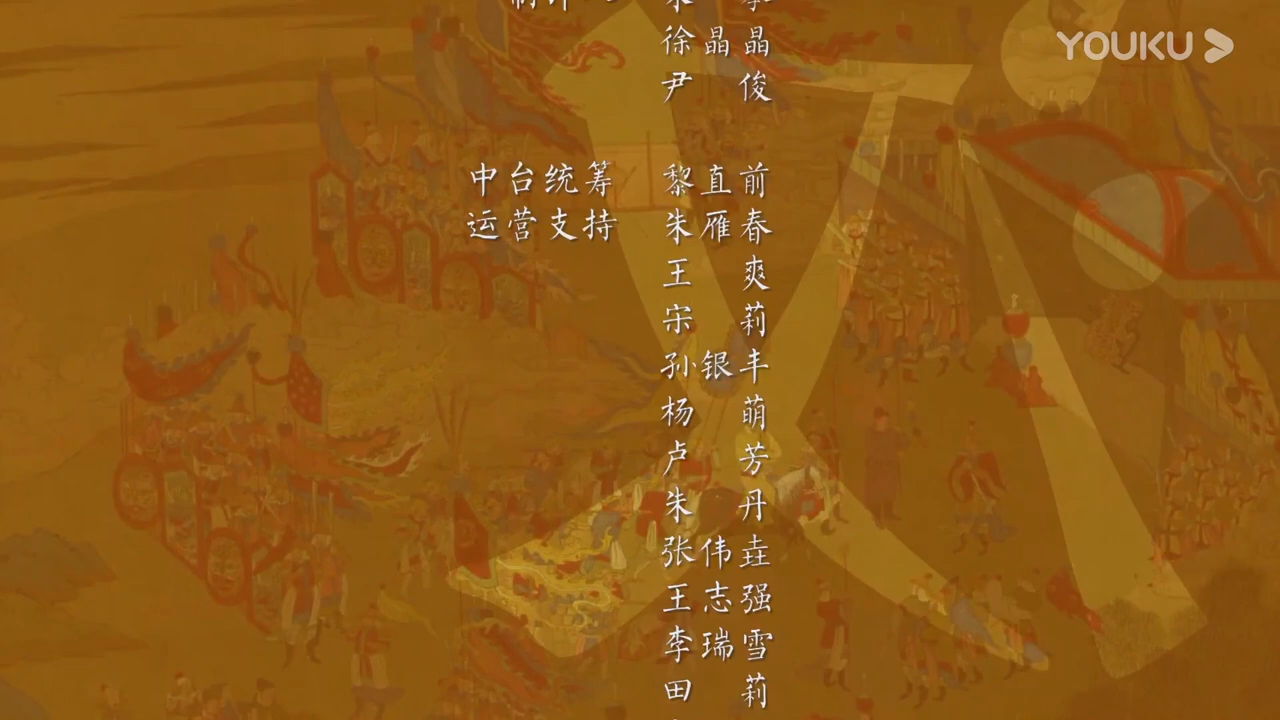 YOUKU
徐晶晶
尹 俊
中台统筹 黎直前
运营支持 朱雁春
王 爽
宋 莉
孙银丰
杨 萌
卢 芳
朱 丹
张伟垚
王志强
李瑞雪
田 莉